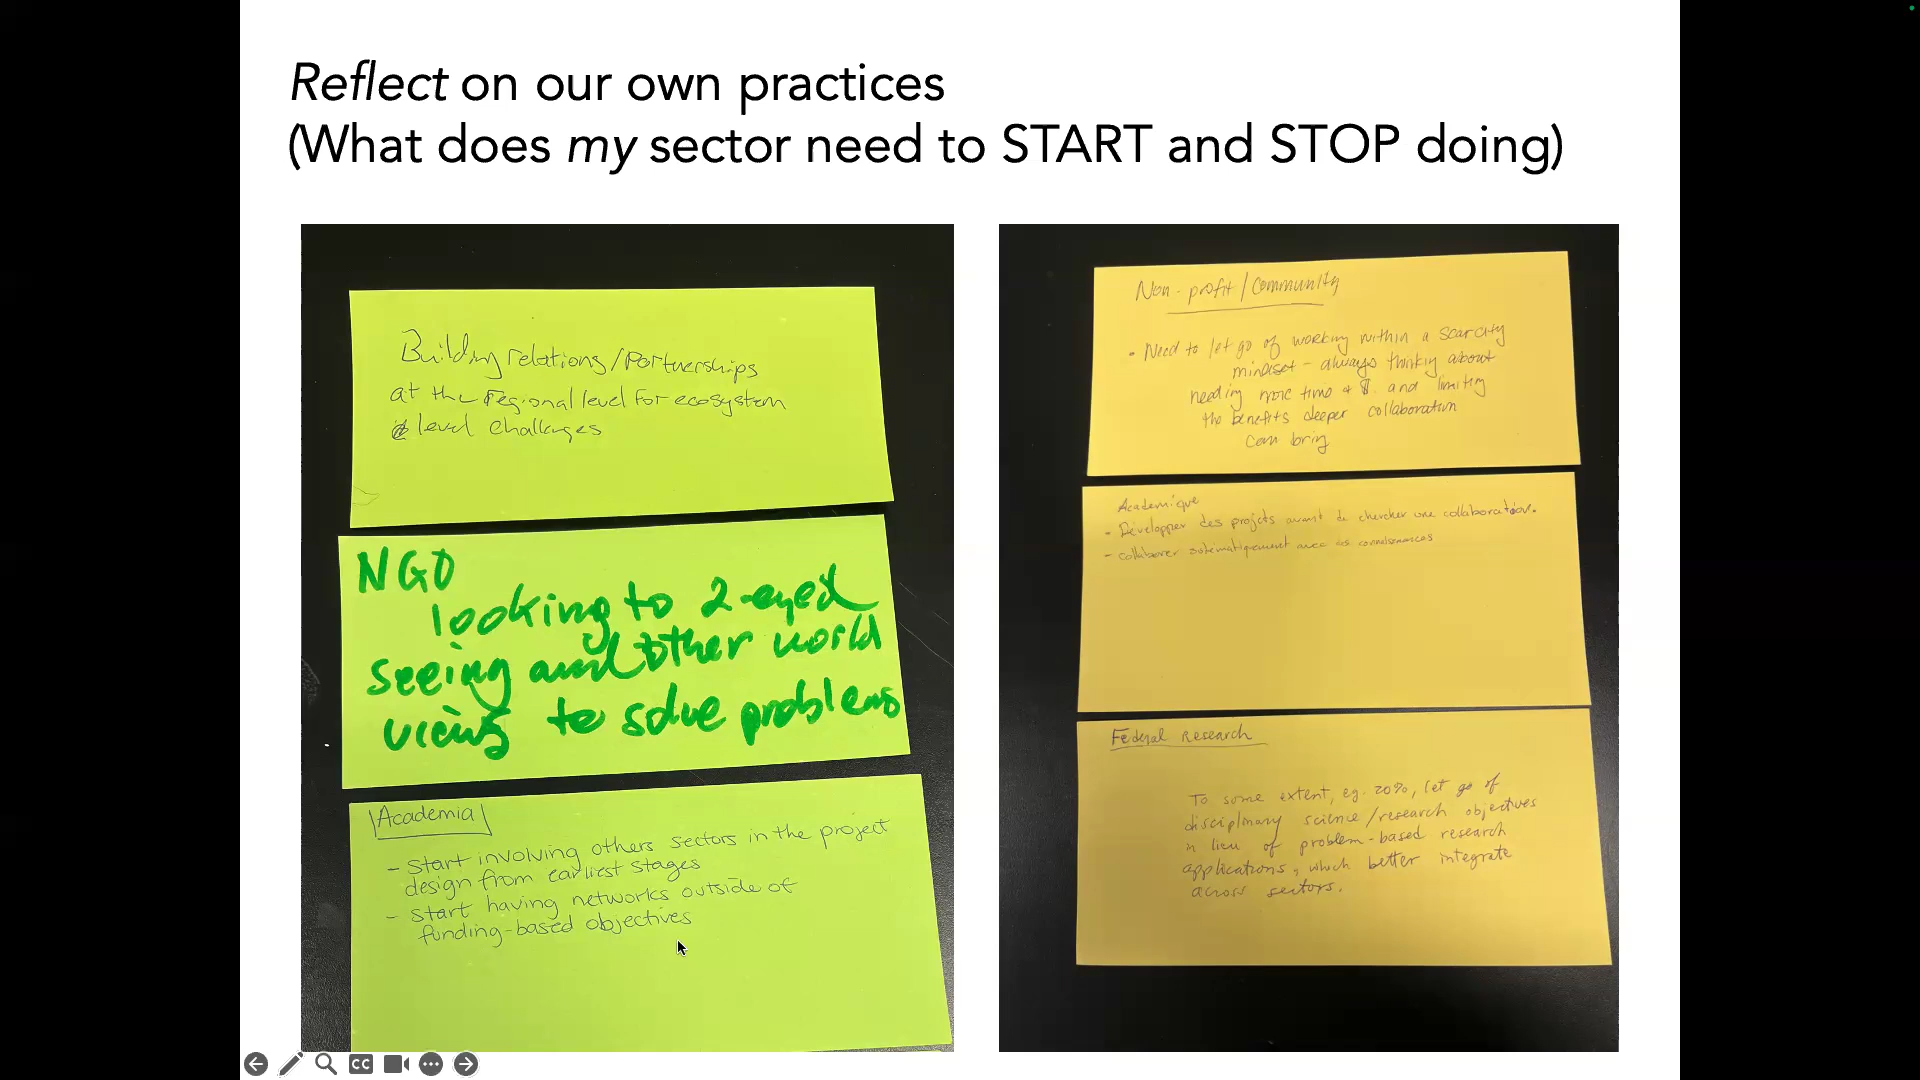 Reflect on our own practices
(What does my sector need to START and STOP doing)
Building relations/Partnerships
at the regional level for ecosystem
level challenges
NGO
looking to 2-eyed
seeing and other world
views to solve problems
Academia
- Start involving others sectors in the project
design from earliest stages
- Start having networks outside of
funding-based objectives
Non-profit/Community
• Need to let go of working within a scarcity
mindset - always thinking about
needing more time + $. and limiting
the benefits deeper collaboration
can bring
Académique
- Développer des projets avant de chercher une collaboration.
- Collaborer systématiquement avec des connaissances
Federal Research
To some extent, eg. 20%, let go of
disciplinary science/research objectives
in lieu of problem-based research
applications, which better integrate
across sectors.
CC